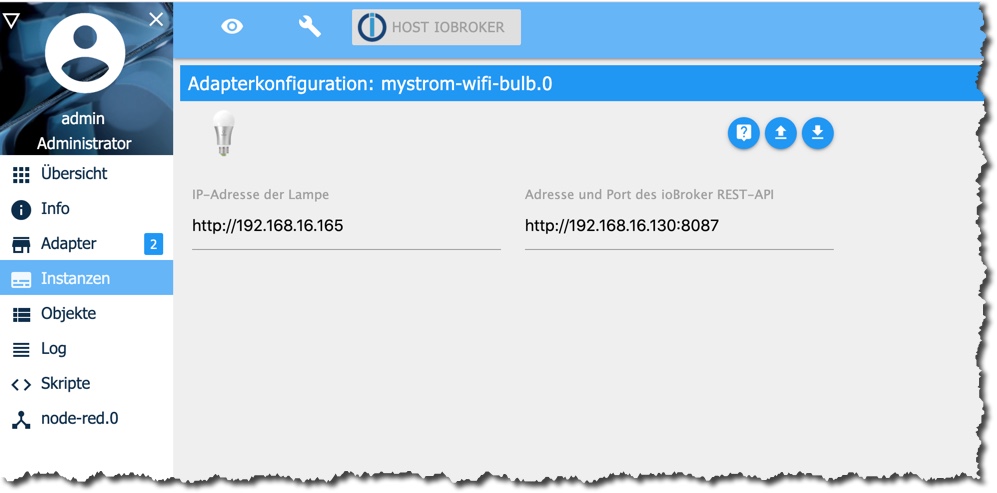 HOST IOBROKER
Adapterkonfiguration: mystrom-wifi-bulb.0
admin
Administrator
Übersicht
Info
Adapter 2
Instanzen
Objekte
Log
Skripte
node-red.0
IP-Adresse der Lampe
http://192.168.16.165
Adresse und Port des ioBroker REST-API
http://192.168.16.130:8087